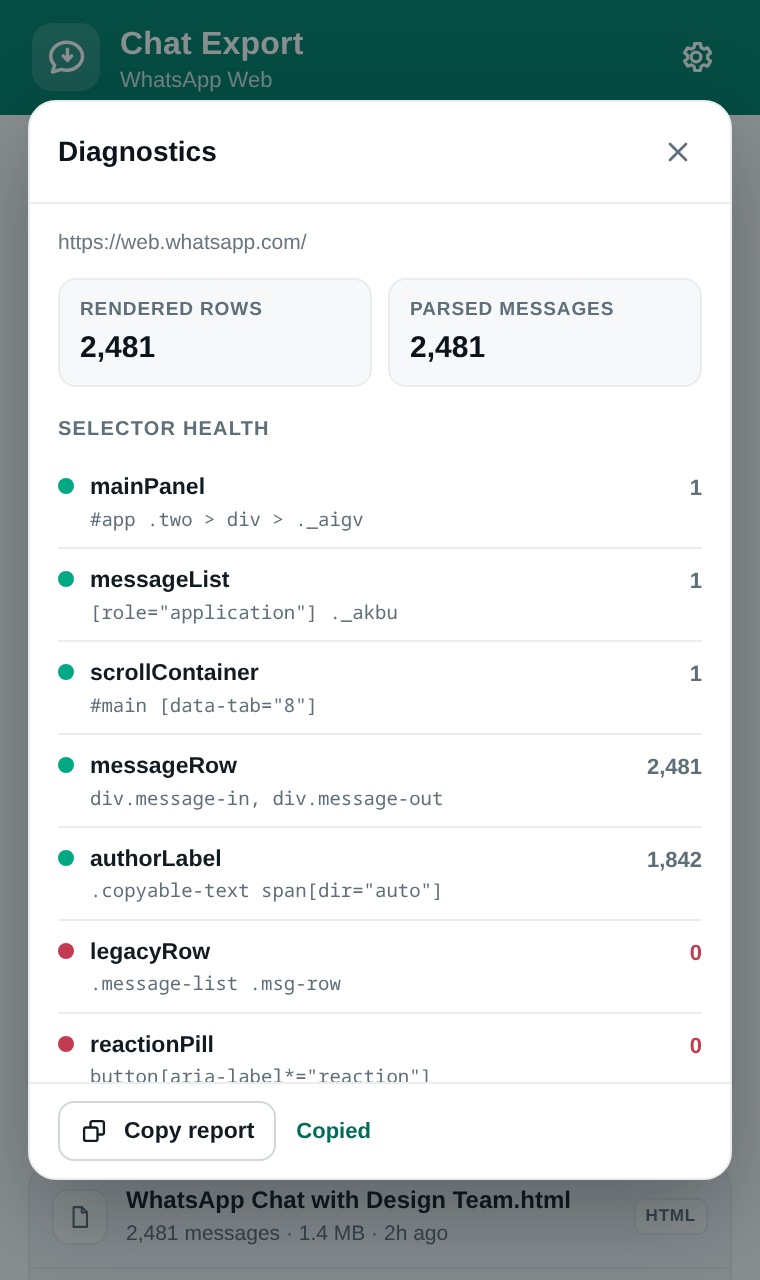 Chat Export
WhatsApp Web
Diagnostics
https://web.whatsapp.com/
RENDERED ROWS
2,481
PARSED MESSAGES
2,481
SELECTOR HEALTH
mainPanel
1
#app .two > div > ._aigv
messageList
1
[role="application"] ._akbu
scrollContainer
1
#main [data-tab="8"]
messageRow
2,481
div.message-in, div.message-out
authorLabel
1,842
.copyable-text span[dir="auto"]
legacyRow
0
.message-list .msg-row
reactionPill
0
button[aria-label*="reaction"]
Copy report
Copied
WhatsApp Chat with Design Team.html
2,481 messages · 1.4 MB · 2h ago
HTML